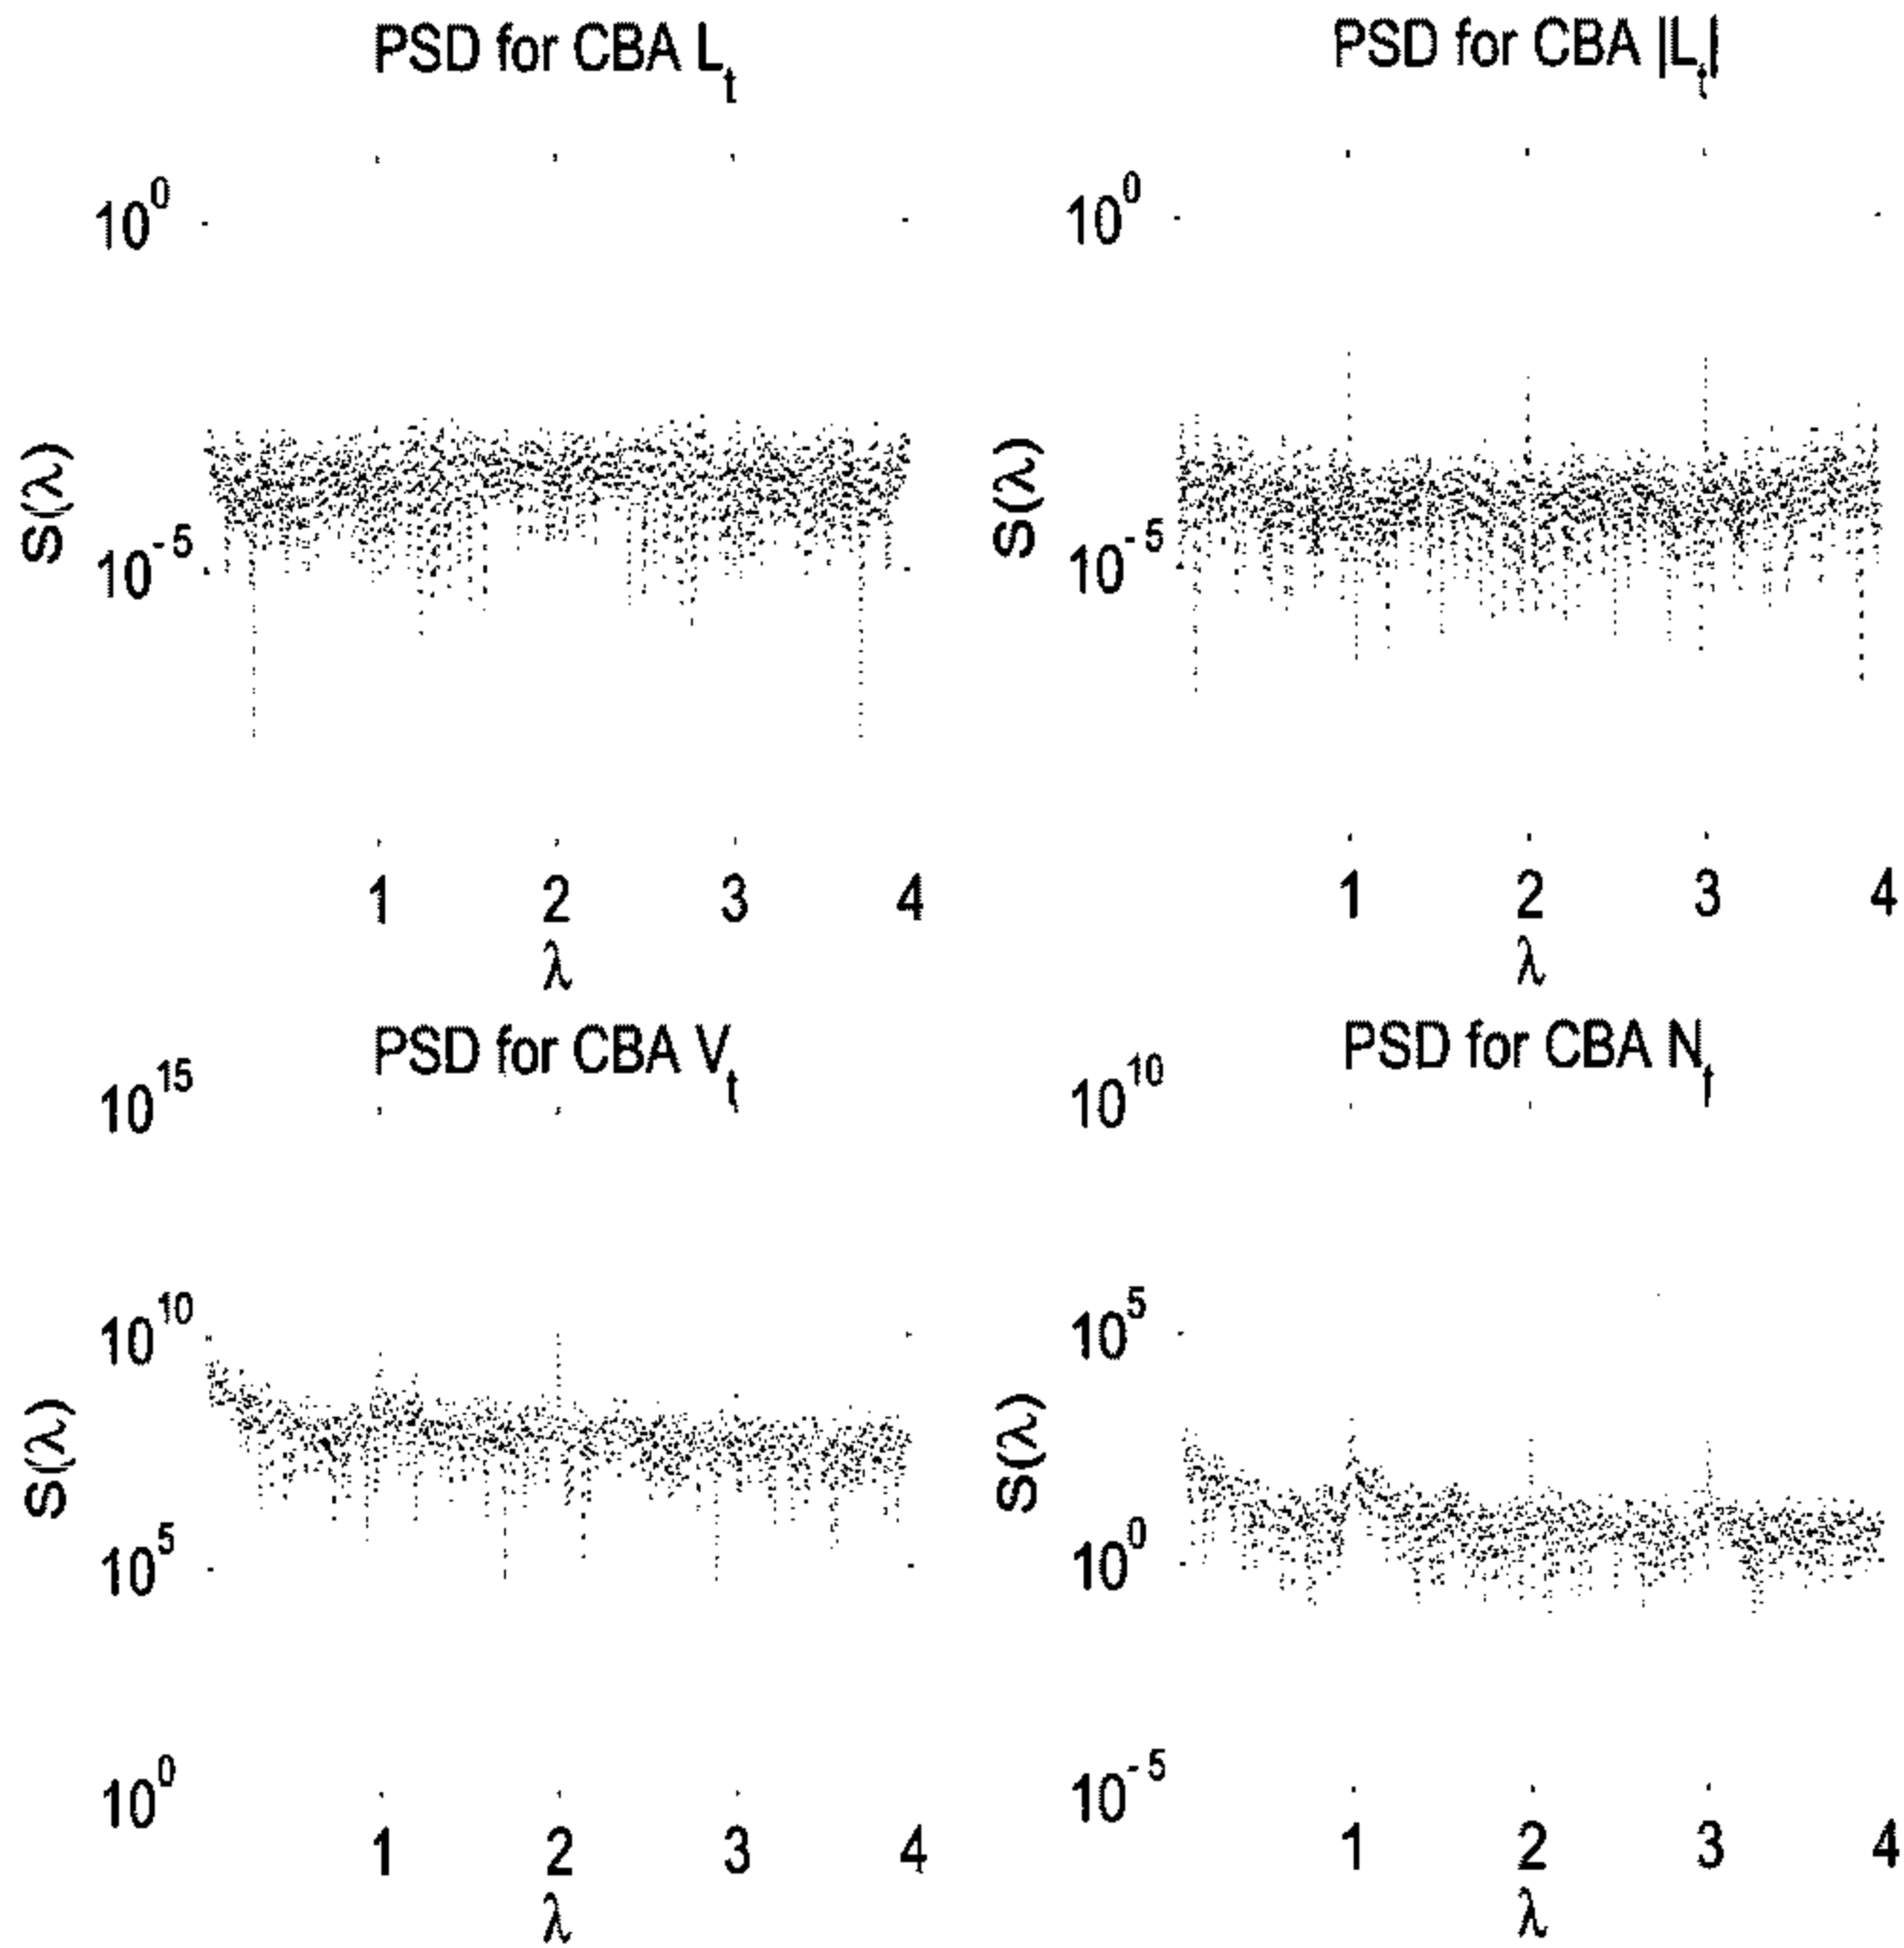 PSD for CBA L_t
10^0
10^-5
S(λ)
1 2 3 4
λ
PSD for CBA |L_t|
10^0
10^-5
S(λ)
1 2 3 4
λ
PSD for CBA V_t
10^15
10^10
10^5
10^0
S(λ)
1 2 3 4
λ
PSD for CBA N_t
10^10
10^5
10^0
10^-5
S(λ)
1 2 3 4
λ